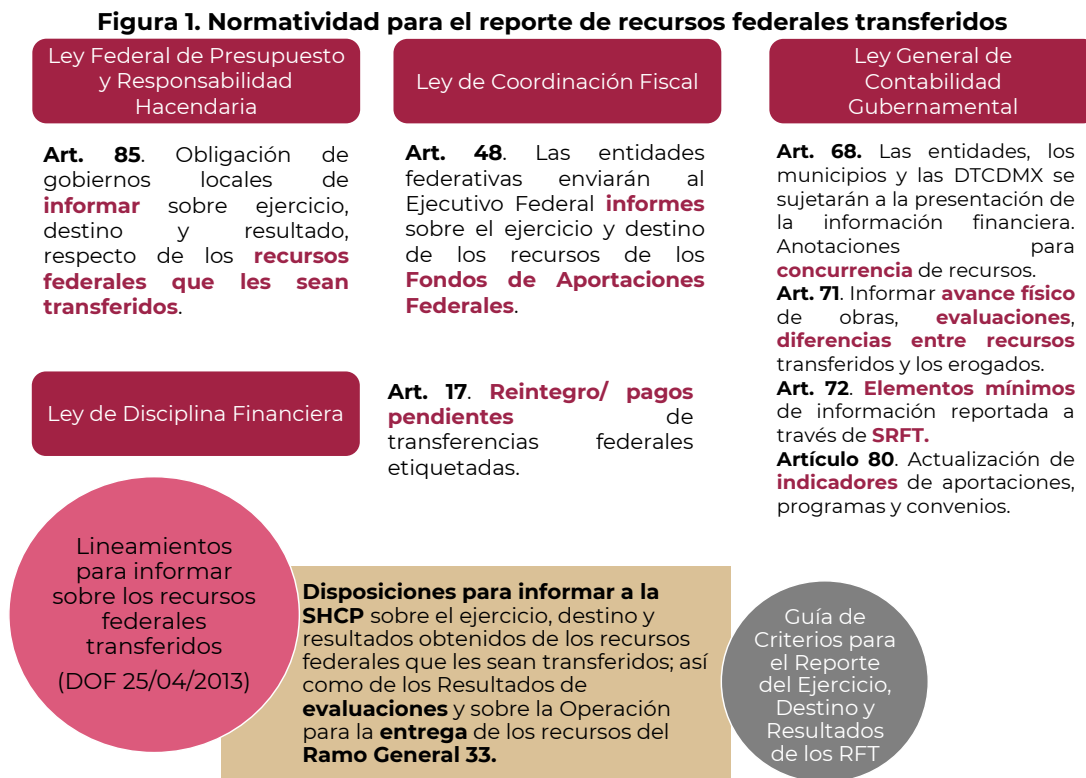 Figura 1. Normatividad para el reporte de recursos federales transferidos
Ley Federal de Presupuesto
y Responsabilidad
Hacendaria
Art. 85. Obligación de
gobiernos locales de
informar sobre ejercicio,
destino y resultado,
respecto de los recursos
federales que les sean
transferidos.
Ley de Coordinación Fiscal
Art. 48. Las entidades
federativas enviarán al
Ejecutivo Federal informes
sobre el ejercicio y destino
de los recursos de los
Fondos de Aportaciones
Federales.
Ley General de
Contabilidad
Gubernamental
Art. 68. Las entidades, los
municipios y las DTCDMX se
sujetarán a la presentación de
la información financiera.
Anotaciones para
concurrencia de recursos.
Art. 71. Informar avance físico
de obras, evaluaciones,
diferencias entre recursos
transferidos y los erogados.
Art. 72. Elementos mínimos
de información reportada a
través de SRFT.
Artículo 80. Actualización de
indicadores de aportaciones,
programas y convenios.
Ley de Disciplina Financiera
Art. 17. Reintegro/ pagos
pendientes de
transferencias federales
etiquetadas.
Lineamientos
para informar
sobre los recursos
federales
transferidos
(DOF 25/04/2013)
Disposiciones para informar a la
SHCP sobre el ejercicio, destino y
resultados obtenidos de los recursos
federales que les sean transferidos; así
como de los Resultados de
evaluaciones y sobre la Operación
para la entrega de los recursos del
Ramo General 33.
Guía de
Criterios para
el Reporte
del Ejercicio,
Destino y
Resultados
de los RFT